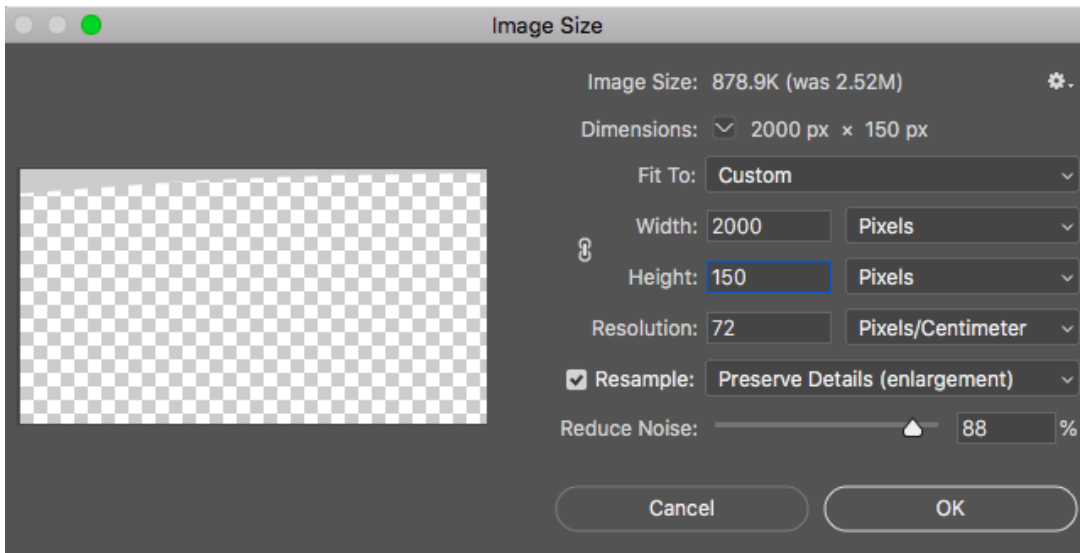 Image Size
Image Size: 878.9K (was 2.52M)
Dimensions: 2000 px × 150 px
Fit To: Custom
Width: 2000 Pixels
Height: 150 Pixels
Resolution: 72 Pixels/Centimeter
Resample: Preserve Details (enlargement)
Reduce Noise: 88 %
Cancel OK